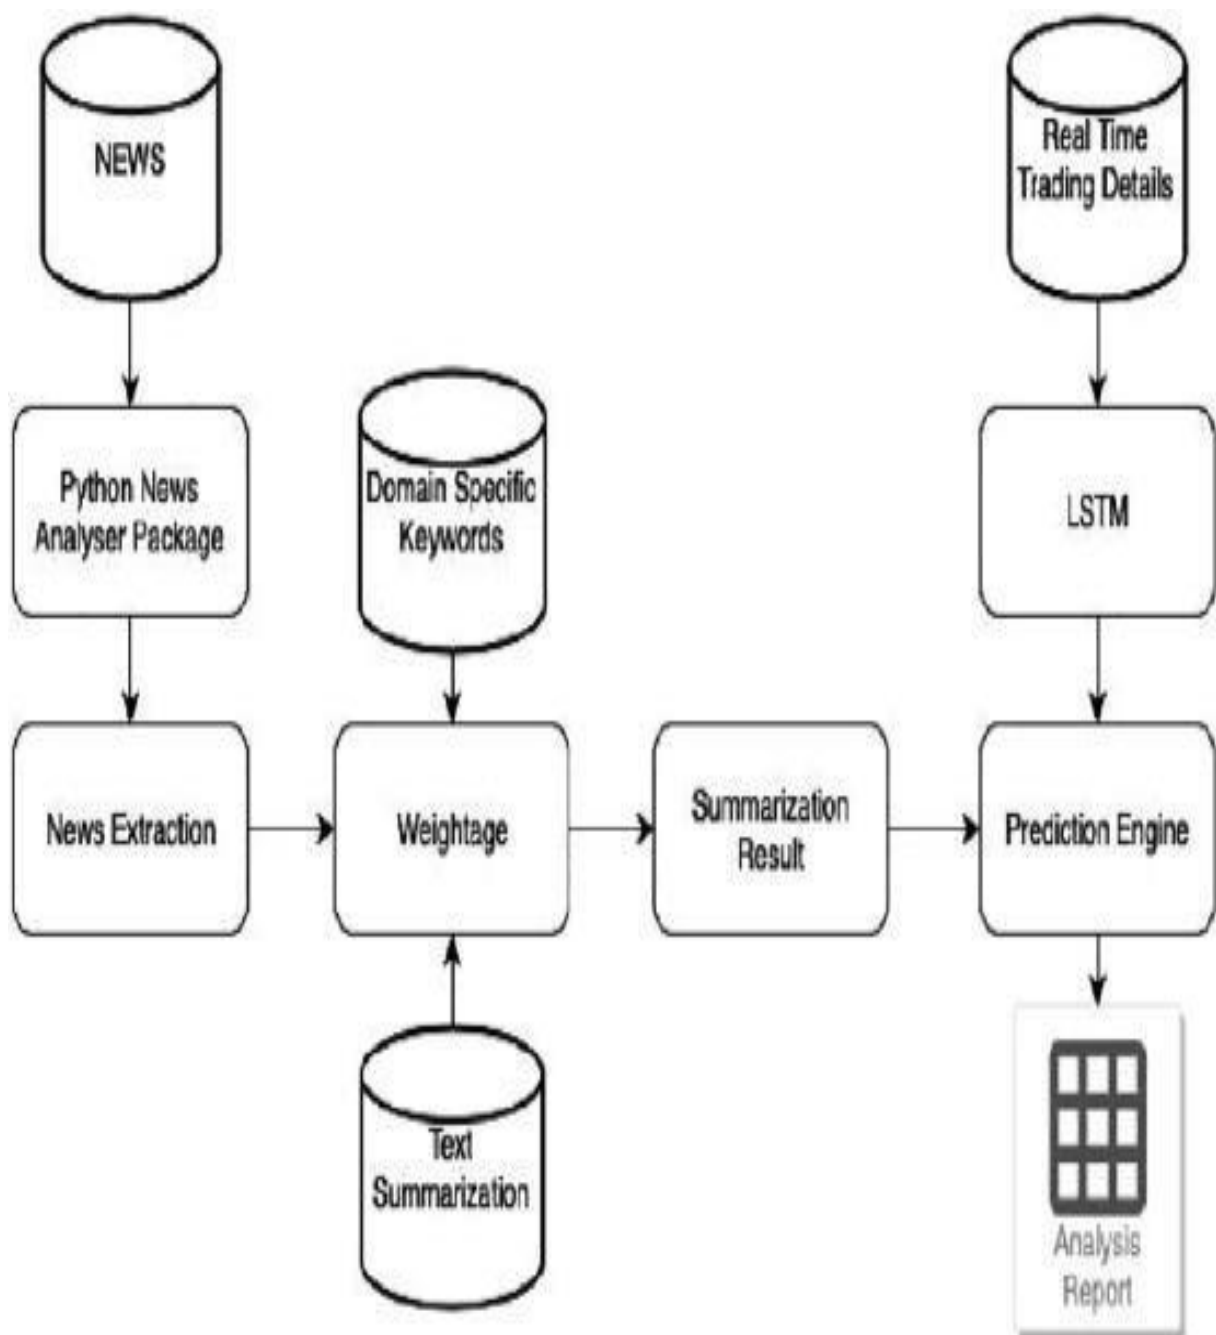 NEWS
Real Time
Trading Details
Python News
Analyser Package
Domain Specific
Keywords
LSTM
News Extraction
Weightage
Summarization
Result
Prediction Engine
Text
Summarization
Analysis
Report